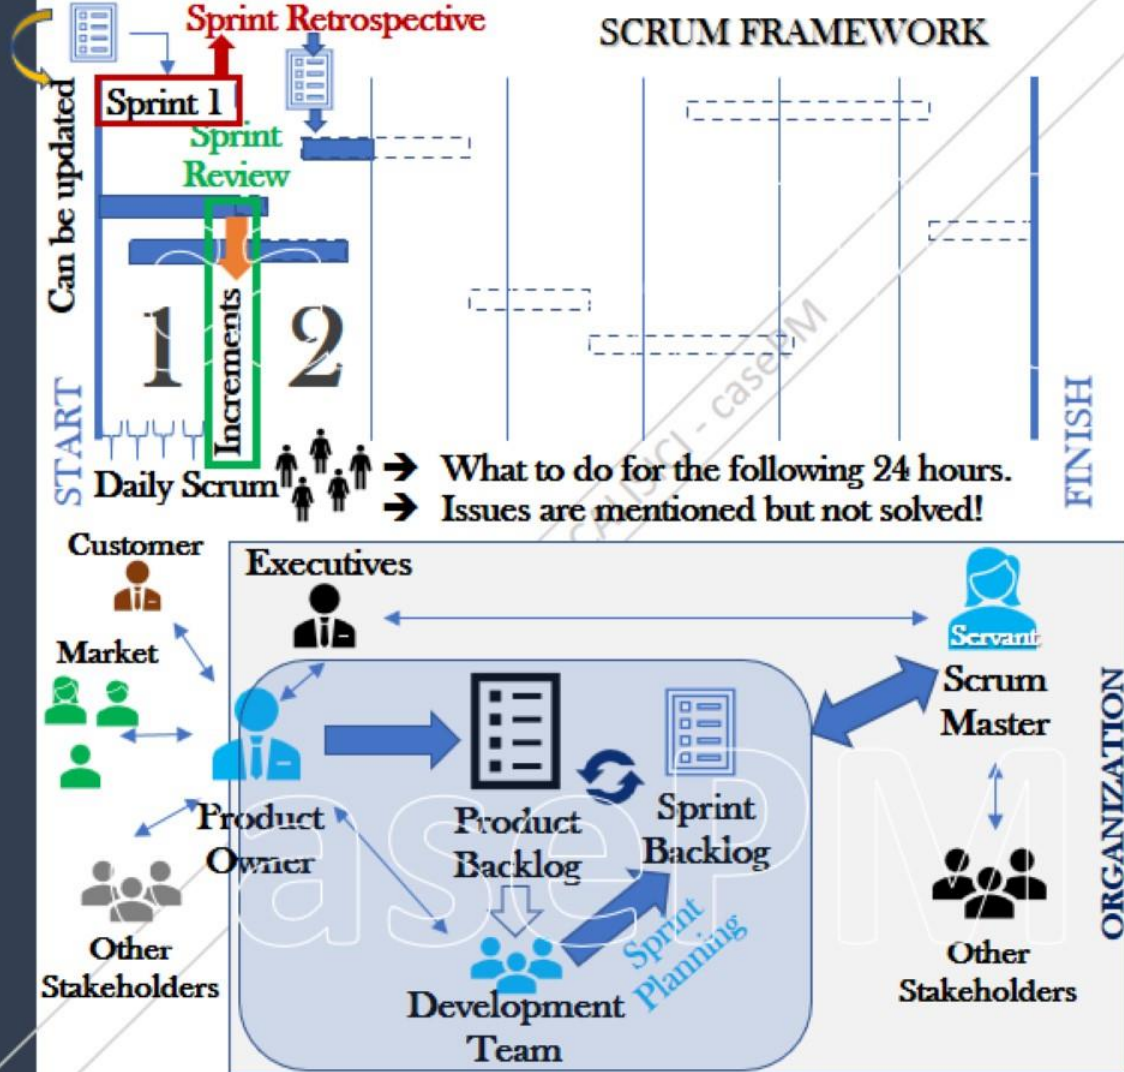 Sprint Retrospective
SCRUM FRAMEWORK
Can be updated
Sprint 1
Sprint
Review
1
Increments
2
START
FINISH
Daily Scrum
➔ What to do for the following 24 hours.
➔ Issues are mentioned but not solved!
CALISICI - casePM
Customer
Executives
Market
Servant
Scrum
Master
ORGANIZATION
Product
Owner
Product
Backlog
Sprint
Backlog
Sprint
Planning
Other
Stakeholders
Development
Team
Other
Stakeholders
asePM